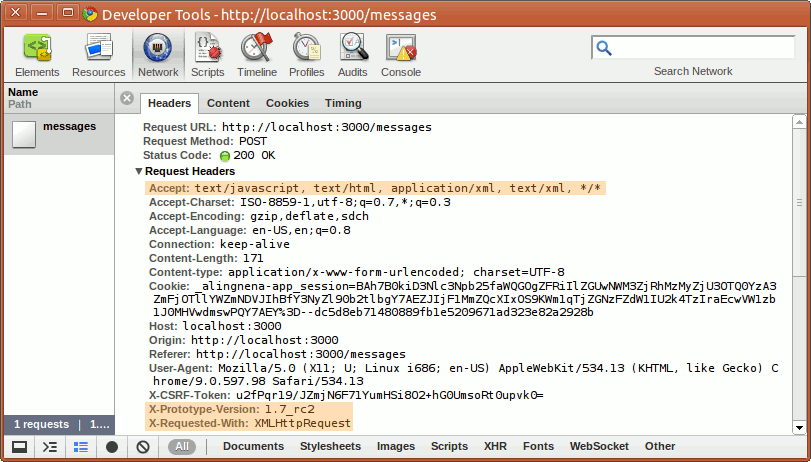 Developer Tools - http://localhost:3000/messages
Elements Resources Network Scripts Timeline Profiles Audits Console
Search Network
Name
Path
Headers Content Cookies Timing
messages
Request URL: http://localhost:3000/messages
Request Method: POST
Status Code: 200 OK
Request Headers
Accept: text/javascript, text/html, application/xml, text/xml, */*
Accept-Charset: ISO-8859-1,utf-8;q=0.7,*;q=0.3
Accept-Encoding: gzip,deflate,sdch
Accept-Language: en-US,en;q=0.8
Connection: keep-alive
Content-Length: 171
Content-type: application/x-www-form-urlencoded; charset=UTF-8
Cookie: _alingnena-app_session=BAh7B0kiD3Nlc3Npb25faWQGOgZFRiIlZGUwNWM3ZjRhMzMyZjU3OTQ0YzA3
ZmFjOTllYWZmNDVJIhBfY3NyZl90b2tlbgY7AEZJIjFlMmZQcXIxOS9KWm1qTjZGNzFZdW1IU2k4TzIraEcwVW1zb
1J0MHVwdmswPQY7AEY%3D--dc5d8eb71480889fb1e5209671ad323e82a2928b
Host: localhost:3000
Origin: http://localhost:3000
Referer: http://localhost:3000/messages
User-Agent: Mozilla/5.0 (X11; U; Linux i686; en-US) AppleWebKit/534.13 (KHTML, like Gecko) C
hrome/9.0.597.98 Safari/534.13
X-CSRF-Token: u2fPqr19/JZmjN6F71YumHSi8O2+hG0UmsoRt0upvk0=
X-Prototype-Version: 1.7_rc2
X-Requested-With: XMLHttpRequest
1 requests | 1....
All Documents Stylesheets Images Scripts XHR Fonts WebSocket Other